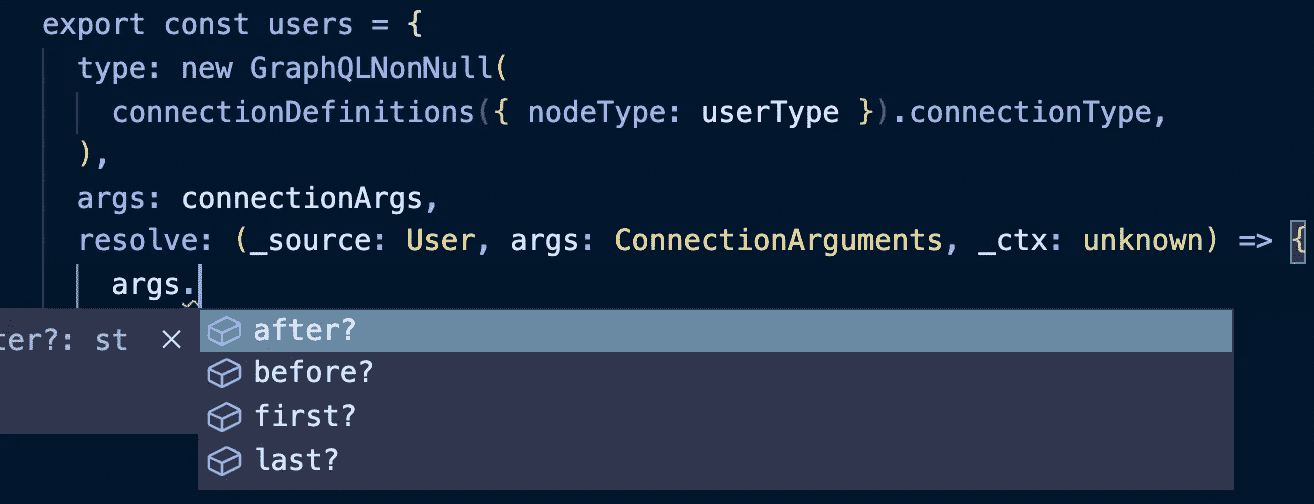 export const users = {
type: new GraphQLNonNull(
connectionDefinitions({ nodeType: userType }).connectionType,
),
args: connectionArgs,
resolve: (_source: User, args: ConnectionArguments, _ctx: unknown) => {
args.
ter?: st ×
after?
before?
first?
last?